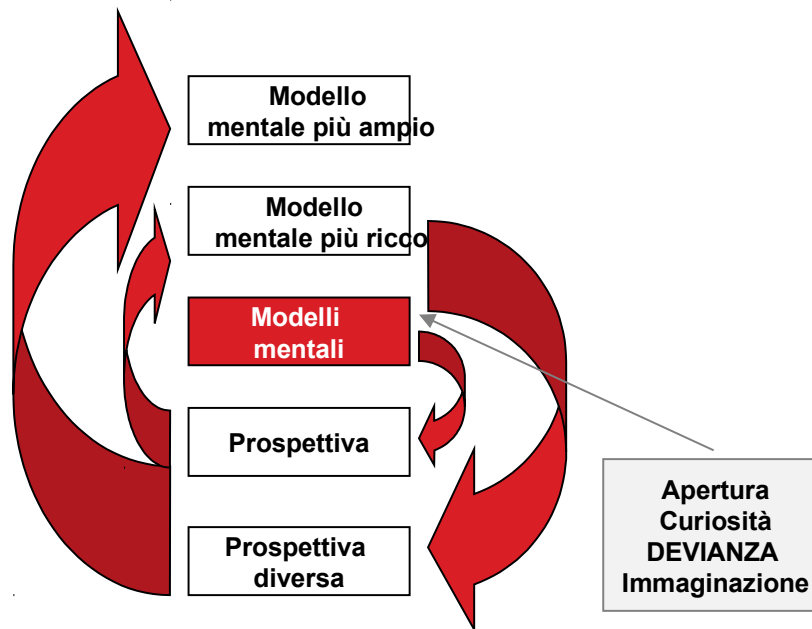 Modello
mentale più ampio
Modello
mentale più ricco
Modelli
mentali
Prospettiva
Prospettiva
diversa
Apertura
Curiosità
DEVIANZA
Immaginazione